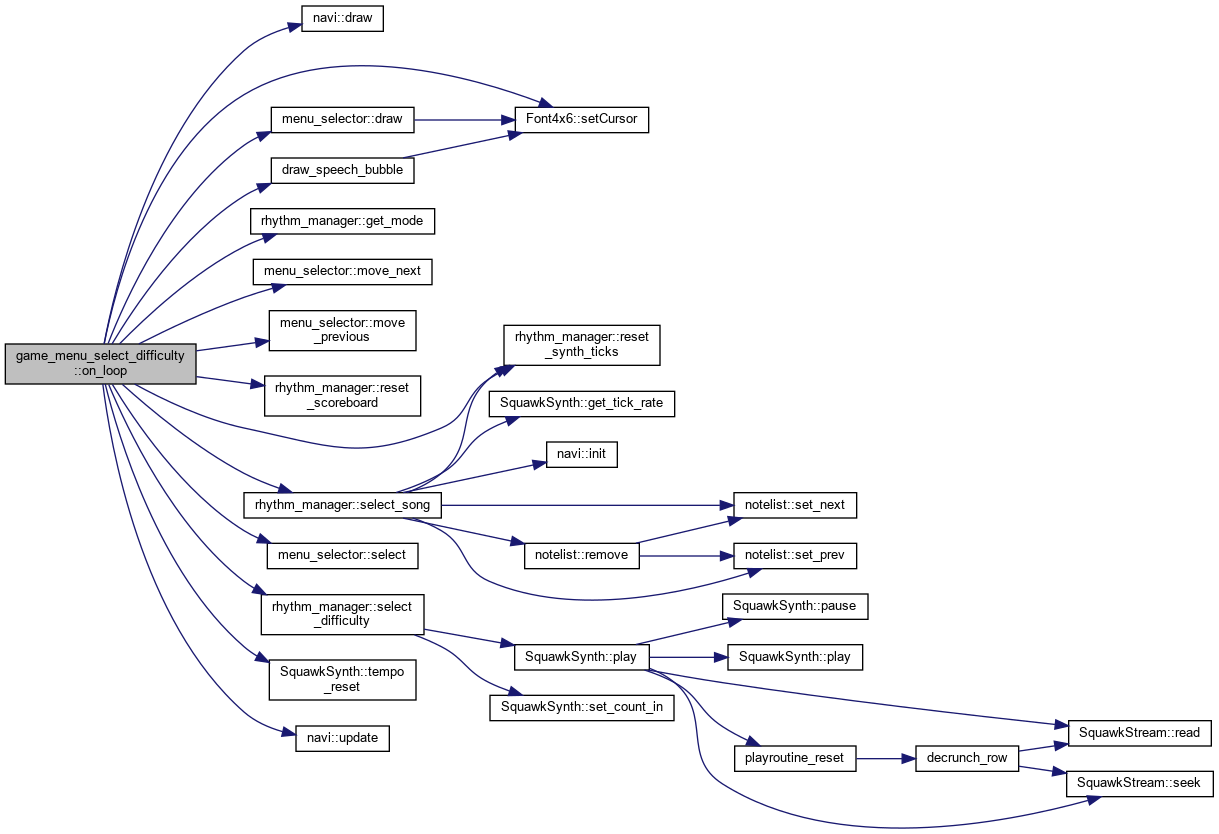 navi::draw
menu_selector::draw
Font4x6::setCursor
draw_speech_bubble
rhythm_manager::get_mode
menu_selector::move_next
menu_selector::move
_previous
rhythm_manager::reset
_synth_ticks
game_menu_select_difficulty
::on_loop
rhythm_manager::reset
_scoreboard
SquawkSynth::get_tick_rate
navi::init
rhythm_manager::select_song
notelist::set_next
menu_selector::select
notelist::remove
notelist::set_prev
rhythm_manager::select
_difficulty
SquawkSynth::pause
SquawkSynth::play
SquawkSynth::play
SquawkSynth::tempo
_reset
SquawkSynth::set_count_in
navi::update
SquawkStream::read
playroutine_reset
decrunch_row
SquawkStream::seek